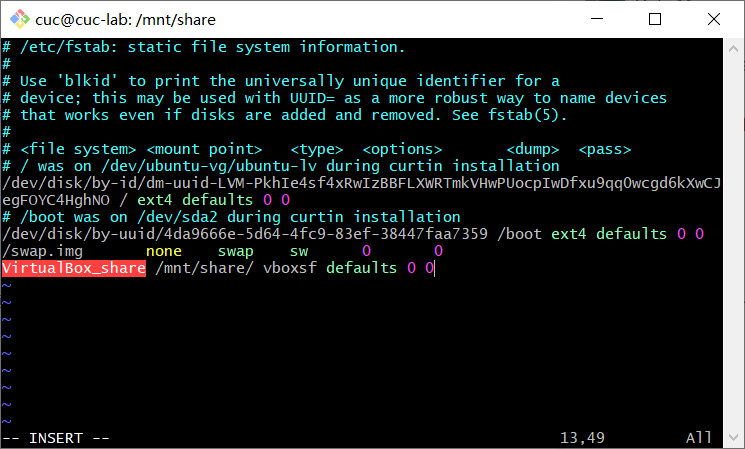 cuc@cuc-lab: /mnt/share
# /etc/fstab: static file system information.
#
# Use 'blkid' to print the universally unique identifier for a
# device; this may be used with UUID= as a more robust way to name devices
# that works even if disks are added and removed. See fstab(5).
#
# <file system> <mount point>   <type>  <options>       <dump>  <pass>
# / was on /dev/ubuntu-vg/ubuntu-lv during curtin installation
/dev/disk/by-id/dm-uuid-LVM-PkhIe4sf4xRwIzBBFLXWRTmkVHwPUocpIwDfxu9qq0wcgd6kXwCJ
egFOYC4HghNO / ext4 defaults 0 0
# /boot was on /dev/sda2 during curtin installation
/dev/disk/by-uuid/4da9666e-5d64-4fc9-83ef-38447faa7359 /boot ext4 defaults 0 0
/swap.img       none    swap    sw      0       0
VirtualBox_share /mnt/share/ vboxsf defaults 0 0
~
~
~
~
~
~
~
~
~
-- INSERT --                                                  13,49         All